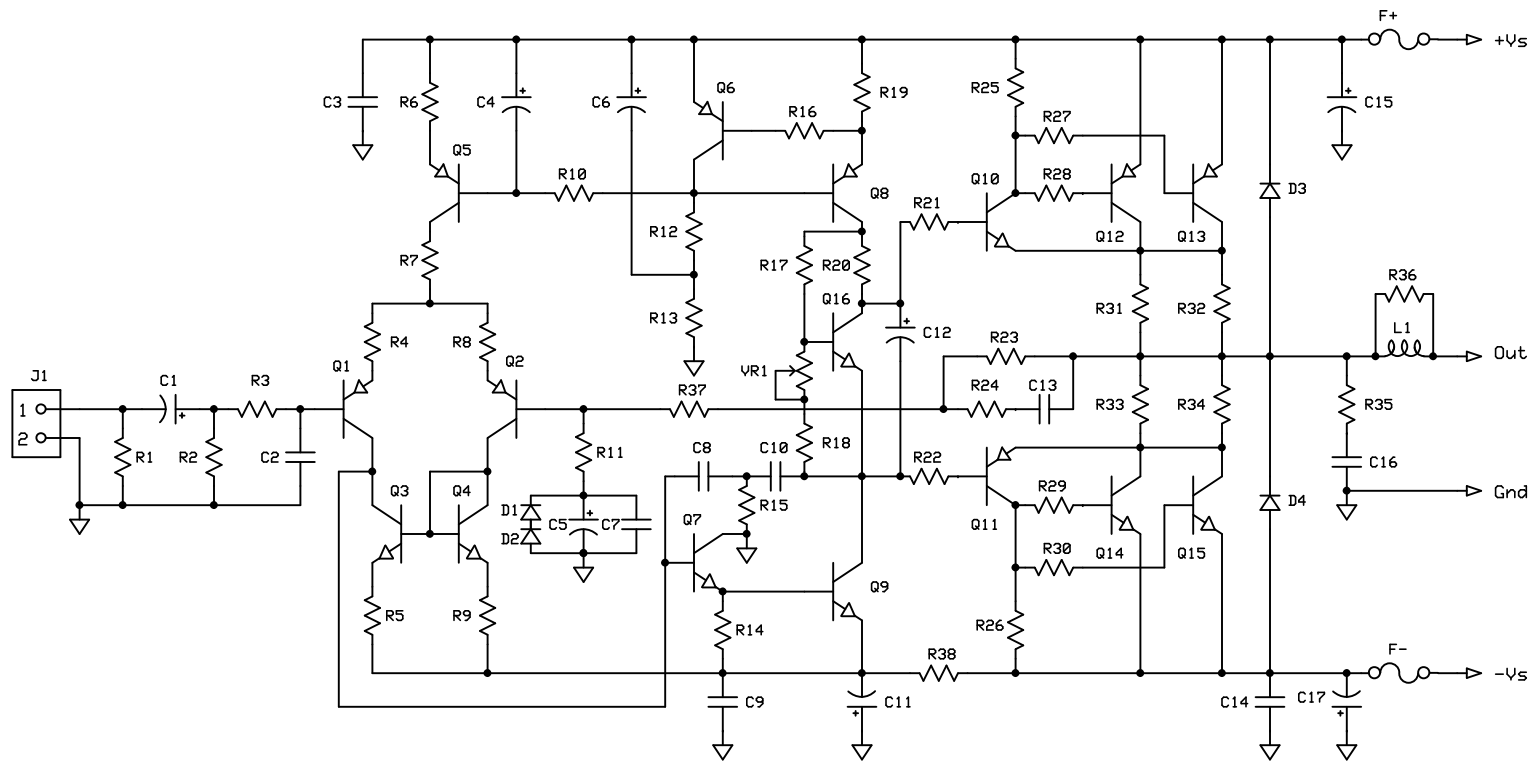 F+
+Vs
C3
R6
C4
+
C6
+
Q6
R16
R19
R25
R27
+
C15
Q5
R10
Q8
Q10
R28
D3
R21
R12
Q12
Q13
R7
R17
R20
R36
Q16
R13
R31
R32
+
C12
R4
R8
R23
L1
Out
J1
C1
R3
Q1
Q2
VR1
R37
R24
C13
R33
R34
R35
1
+
2
R1
R2
C2
R11
C8
C10
R18
R22
C16
Q3
Q4
R29
Gnd
D1
C5
+
C7
Q7
R15
Q11
D4
D2
Q14
Q15
R30
Q9
R5
R9
R14
R26
R38
F-
-Vs
C9
+
C11
C14
C17
+